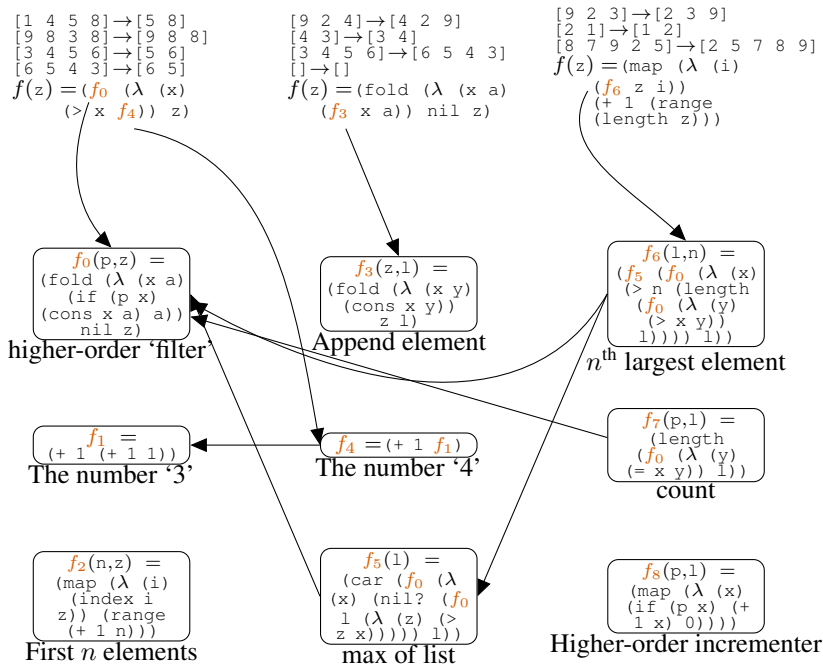 [1 4 5 8]→[5 8]
[9 8 3 8]→[9 8 8]
[3 4 5 6]→[5 6]
[6 5 4 3]→[6 5]
f(z) =(f₀ (λ (x)
(> x f₄)) z)
[9 2 4]→[4 2 9]
[4 3]→[3 4]
[3 4 5 6]→[6 5 4 3]
[]→[]
f(z) =(fold (λ (x a)
(f₃ x a)) nil z)
[9 2 3]→[2 3 9]
[2 1]→[1 2]
[8 7 9 2 5]→[2 5 7 8 9]
f(z) =(map (λ (i)
(f₆ z i))
(+ 1 (range
(length z)))
f₀(p,z) =
(fold (λ (x a)
(if (p x)
(cons x a) a))
nil z)
higher-order ‘filter’
f₃(z,l) =
(fold (λ (x y)
(cons x y))
z l)
Append element
f₆(l,n) =
(f₅ (f₀ (λ (x)
(> n (length
(f₀ (λ (y)
(> x y))
l)))) l))
nᵗʰ largest element
f₁ =
(+ 1 (+ 1 1))
The number ‘3’
f₄ =(+ 1 f₁)
The number ‘4’
f₇(p,l) =
(length
(f₀ (λ (y)
(= x y)) l))
count
f₂(n,z) =
(map (λ (i)
(index i
z)) (range
(+ 1 n)))
First n elements
f₅(l) =
(car (f₀ (λ
(x) (nil? (f₀
l (λ (z) (>
z x))))) l))
max of list
f₈(p,l) =
(map (λ (x)
(if (p x) (+
1 x) 0))))
Higher-order incrementer